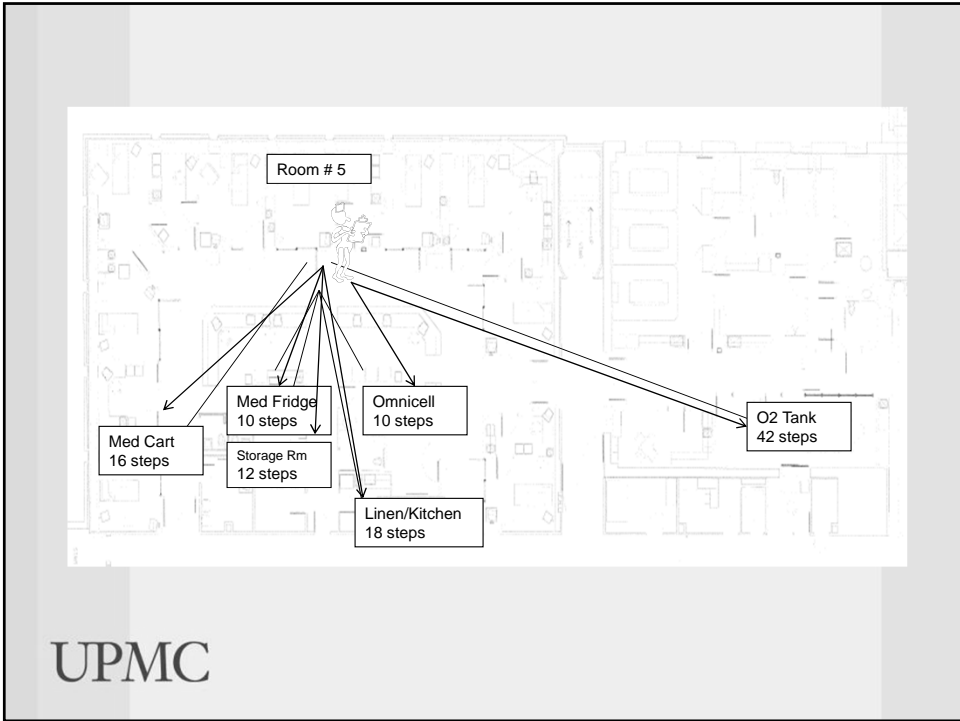 Room # 5
Med Fridge
10 steps
Omnicell
10 steps
O2 Tank
42 steps
Med Cart
16 steps
Storage Rm
12 steps
Linen/Kitchen
18 steps
UPMC